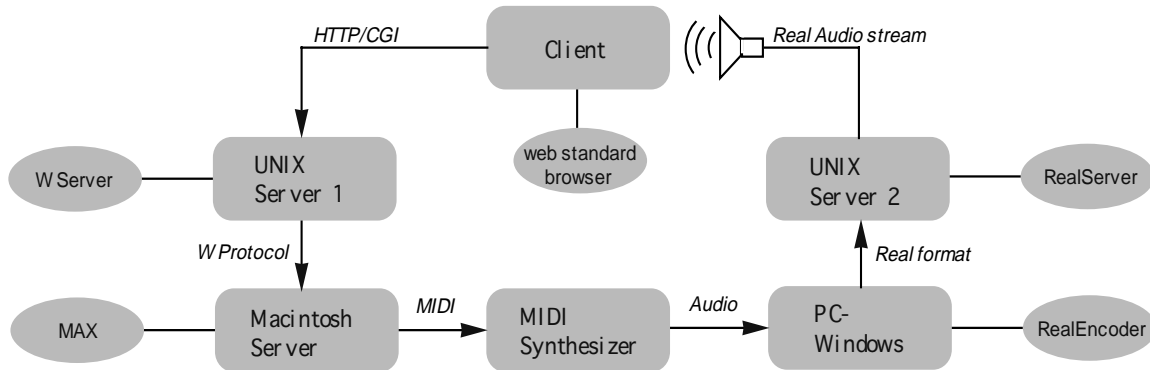 HTTP/CGI
Client
Real Audio stream
W Server
UNIX
Server 1
web standard
browser
UNIX
Server 2
RealServer
W Protocol
Real format
MAX
Macintosh
Server
MIDI
MIDI
Synthesizer
Audio
PC-
Windows
RealEncoder